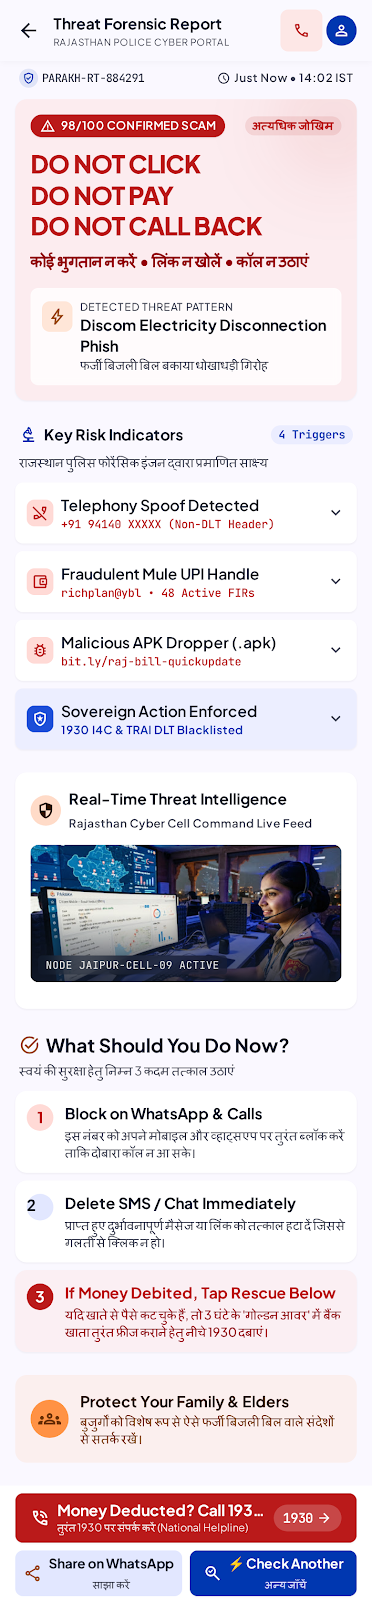 Threat Forensic Report
RAJASTHAN POLICE CYBER PORTAL
PARAKH-RT-884291
Just Now • 14:02 IST
98/100 CONFIRMED SCAM
अत्यधिक जोखिम
DO NOT CLICK
DO NOT PAY
DO NOT CALL BACK
कोई भुगतान न करें • लिंक न खोलें • कॉल न उठाएं
DETECTED THREAT PATTERN
Discom Electricity Disconnection
Phish
फर्जी बिजली बिल बकाया धोखाधड़ी गिरोह
Key Risk Indicators
4 Triggers
राजस्थान पुलिस फोरेंसिक इंजन द्वारा प्रमाणित साक्ष्य
Telephony Spoof Detected
+91 94140 XXXXX (Non-DLT Header)
Fraudulent Mule UPI Handle
richplan@ybl • 48 Active FIRs
Malicious APK Dropper (.apk)
bit.ly/raj-bill-quickupdate
Sovereign Action Enforced
1930 I4C & TRAI DLT Blacklisted
Real-Time Threat Intelligence
Rajasthan Cyber Cell Command Live Feed
PARAKH
NODE JAIPUR-CELL-09 ACTIVE
What Should You Do Now?
स्वयं की सुरक्षा हेतु निम्न 3 कदम तत्काल उठाएं
1
Block on WhatsApp & Calls
इस नंबर को अपने मोबाइल और व्हाट्सएप पर तुरंत ब्लॉक करें
ताकि दोबारा कॉल न आ सके।
2
Delete SMS / Chat Immediately
प्राप्त हुए दुर्भावनापूर्ण मैसेज या लिंक को तत्काल हटा दें जिससे
गलती से क्लिक न हो।
3
If Money Debited, Tap Rescue Below
यदि खाते से पैसे कट चुके हैं, तो 3 घंटे के 'गोल्डन आवर' में बैंक
खाता तुरंत फ्रीज कराने हेतु नीचे 1930 दबाएं।
Protect Your Family & Elders
बुजुर्गों को विशेष रूप से ऐसे फर्जी बिजली बिल वाले संदेशों
से सतर्क रखें।
Money Deducted? Call 193...
तुरंत 1930 पर संपर्क करें (National Helpline)
1930 →
Share on WhatsApp
साझा करें
⚡Check Another
अन्य जाँचें